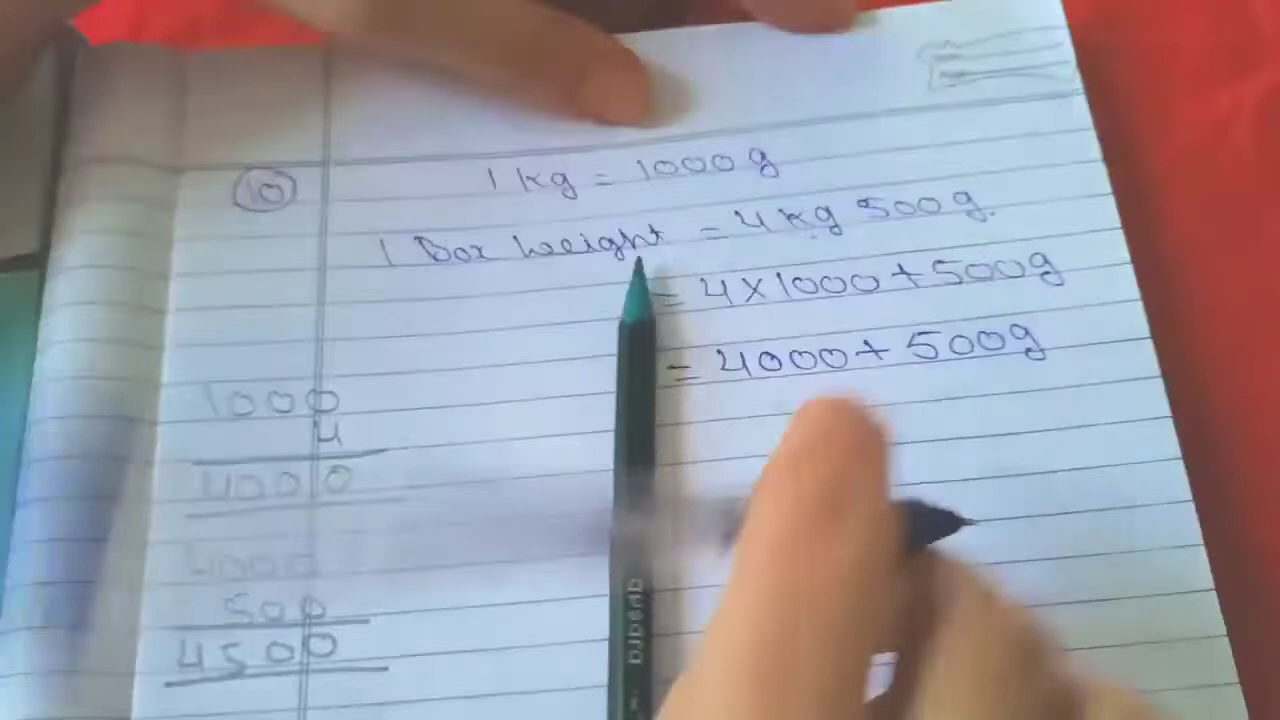 10
1 kg = 1000 g
1 Box weight = 4 kg 500 g.
= 4 x 1000 + 500 g
= 4000 + 500 g
1000
4
4000
4000
500
4500